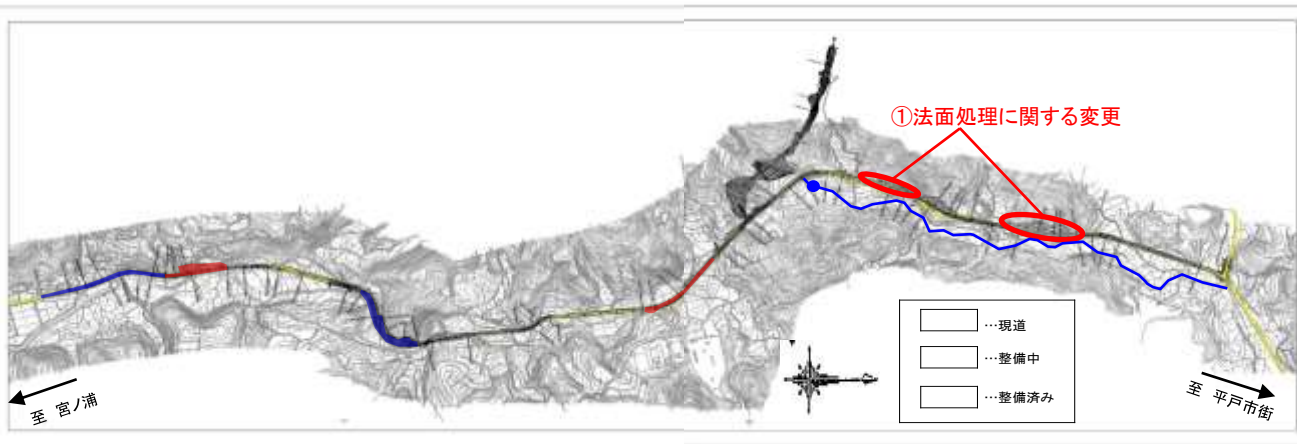 ①法面処理に関する変更
…現道
…整備中
…整備済み
至 宮ノ浦
至 平戸市街